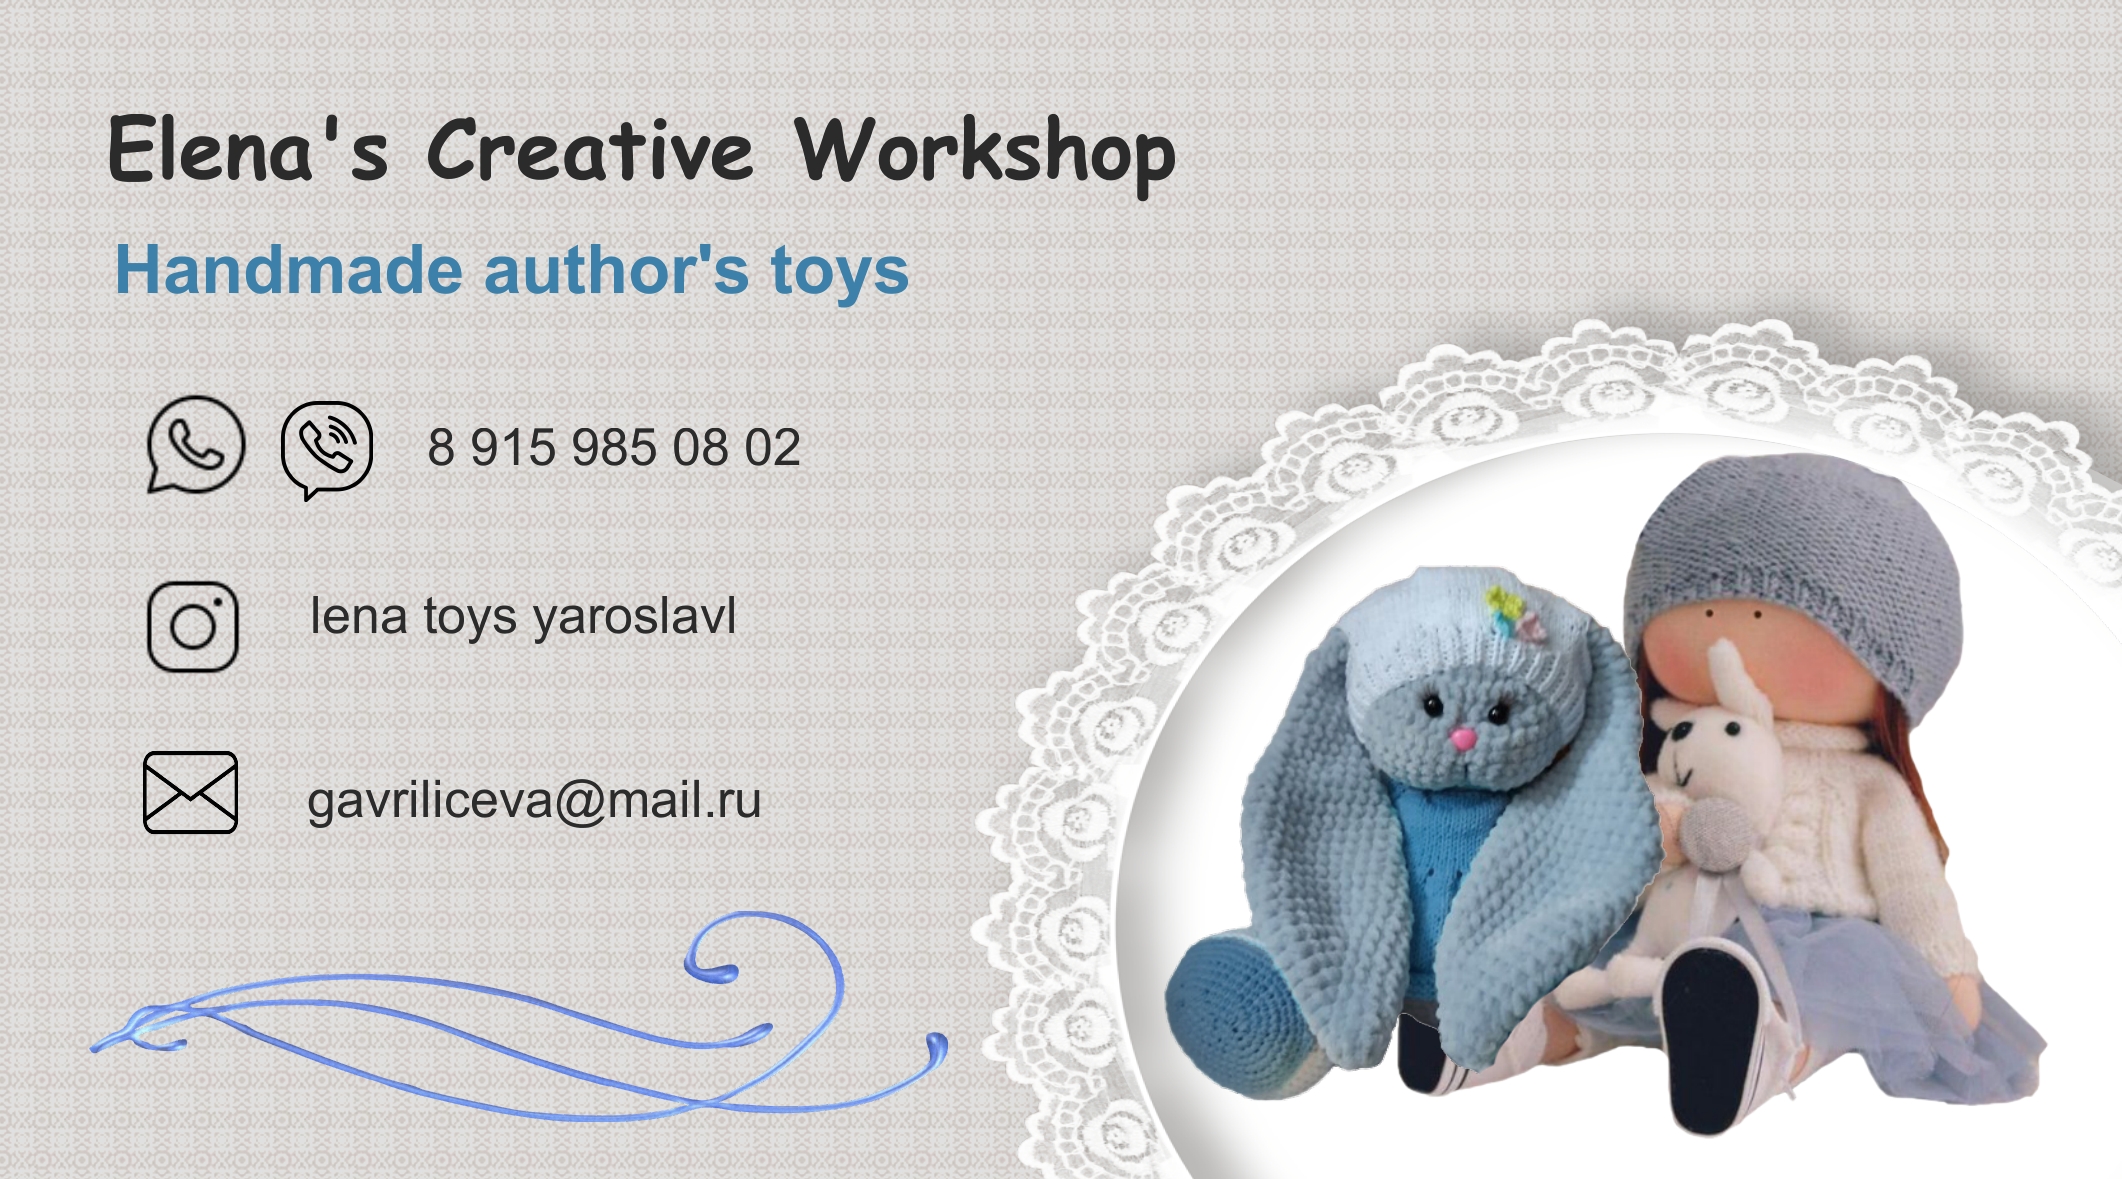 Elena's Creative Workshop
Handmade author's toys
8 915 985 08 02
lena toys yaroslavl
gavriliceva@mail.ru